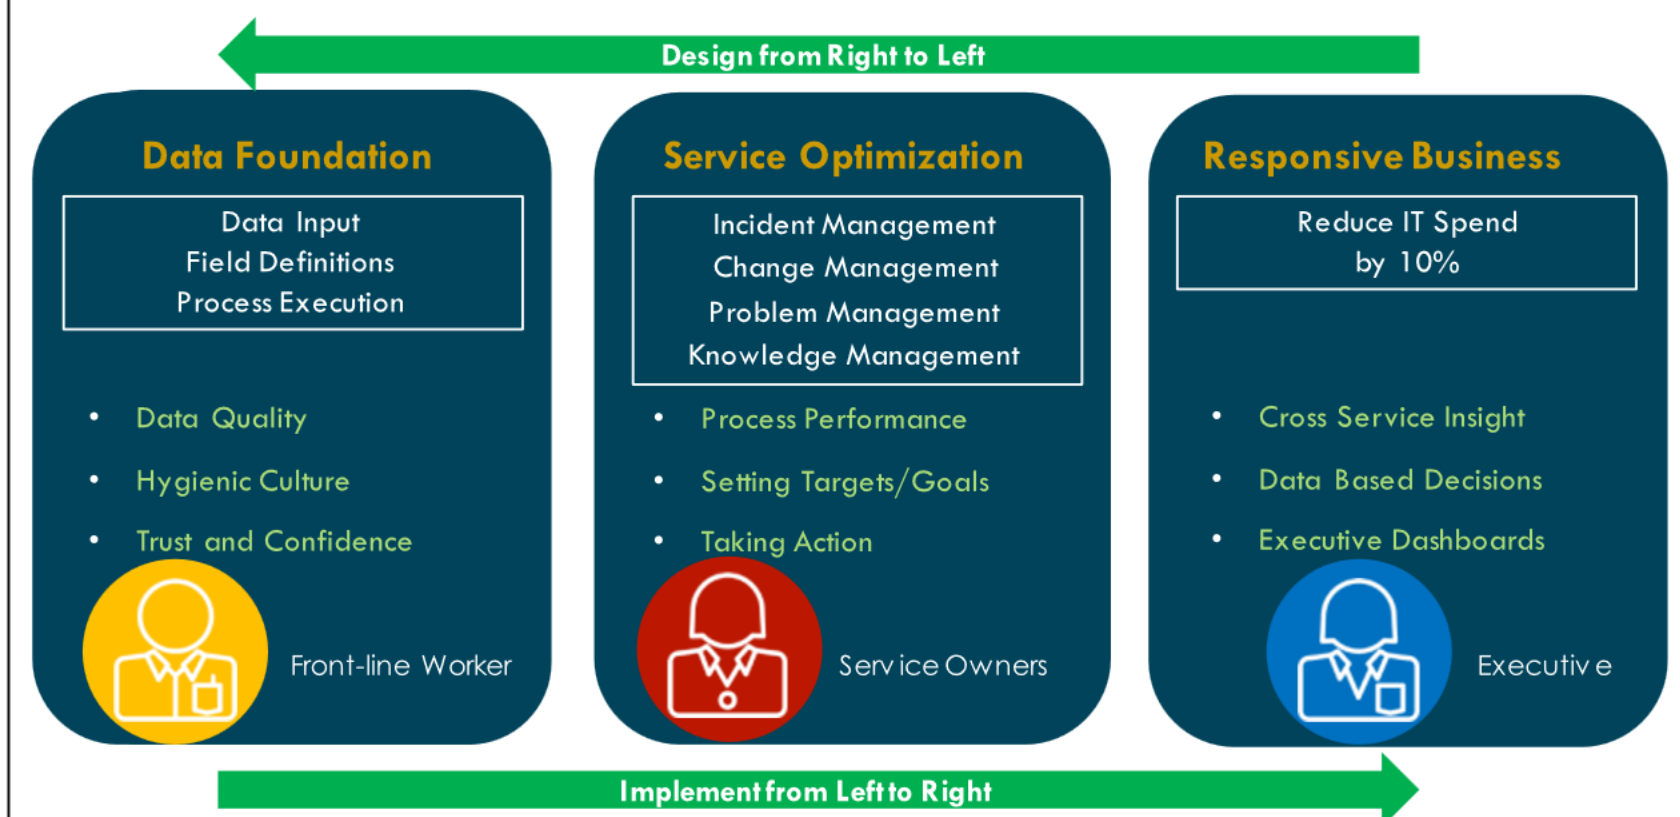 Design from Right to Left
Data Foundation
Data Input
Field Definitions
Process Execution
• Data Quality
• Hygienic Culture
• Trust and Confidence
Front-line Worker
Service Optimization
Incident Management
Change Management
Problem Management
Knowledge Management
• Process Performance
• Setting Targets/Goals
• Taking Action
Service Owners
Responsive Business
Reduce IT Spend
by 10%
• Cross Service Insight
• Data Based Decisions
• Executive Dashboards
Executive
Implement from Left to Right